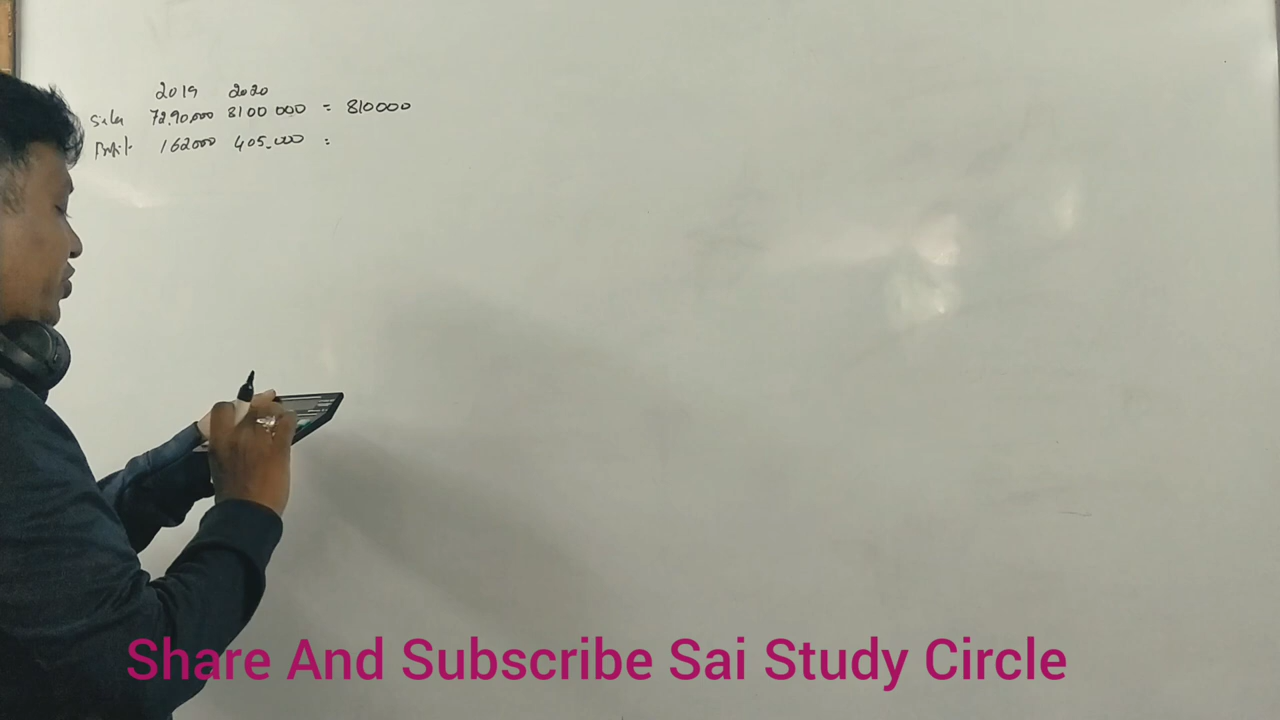 2019 2020
Sales 72,90,000 8100 000 = 810000
Profit 162000 405,000 :
Share And Subscribe Sai Study Circle